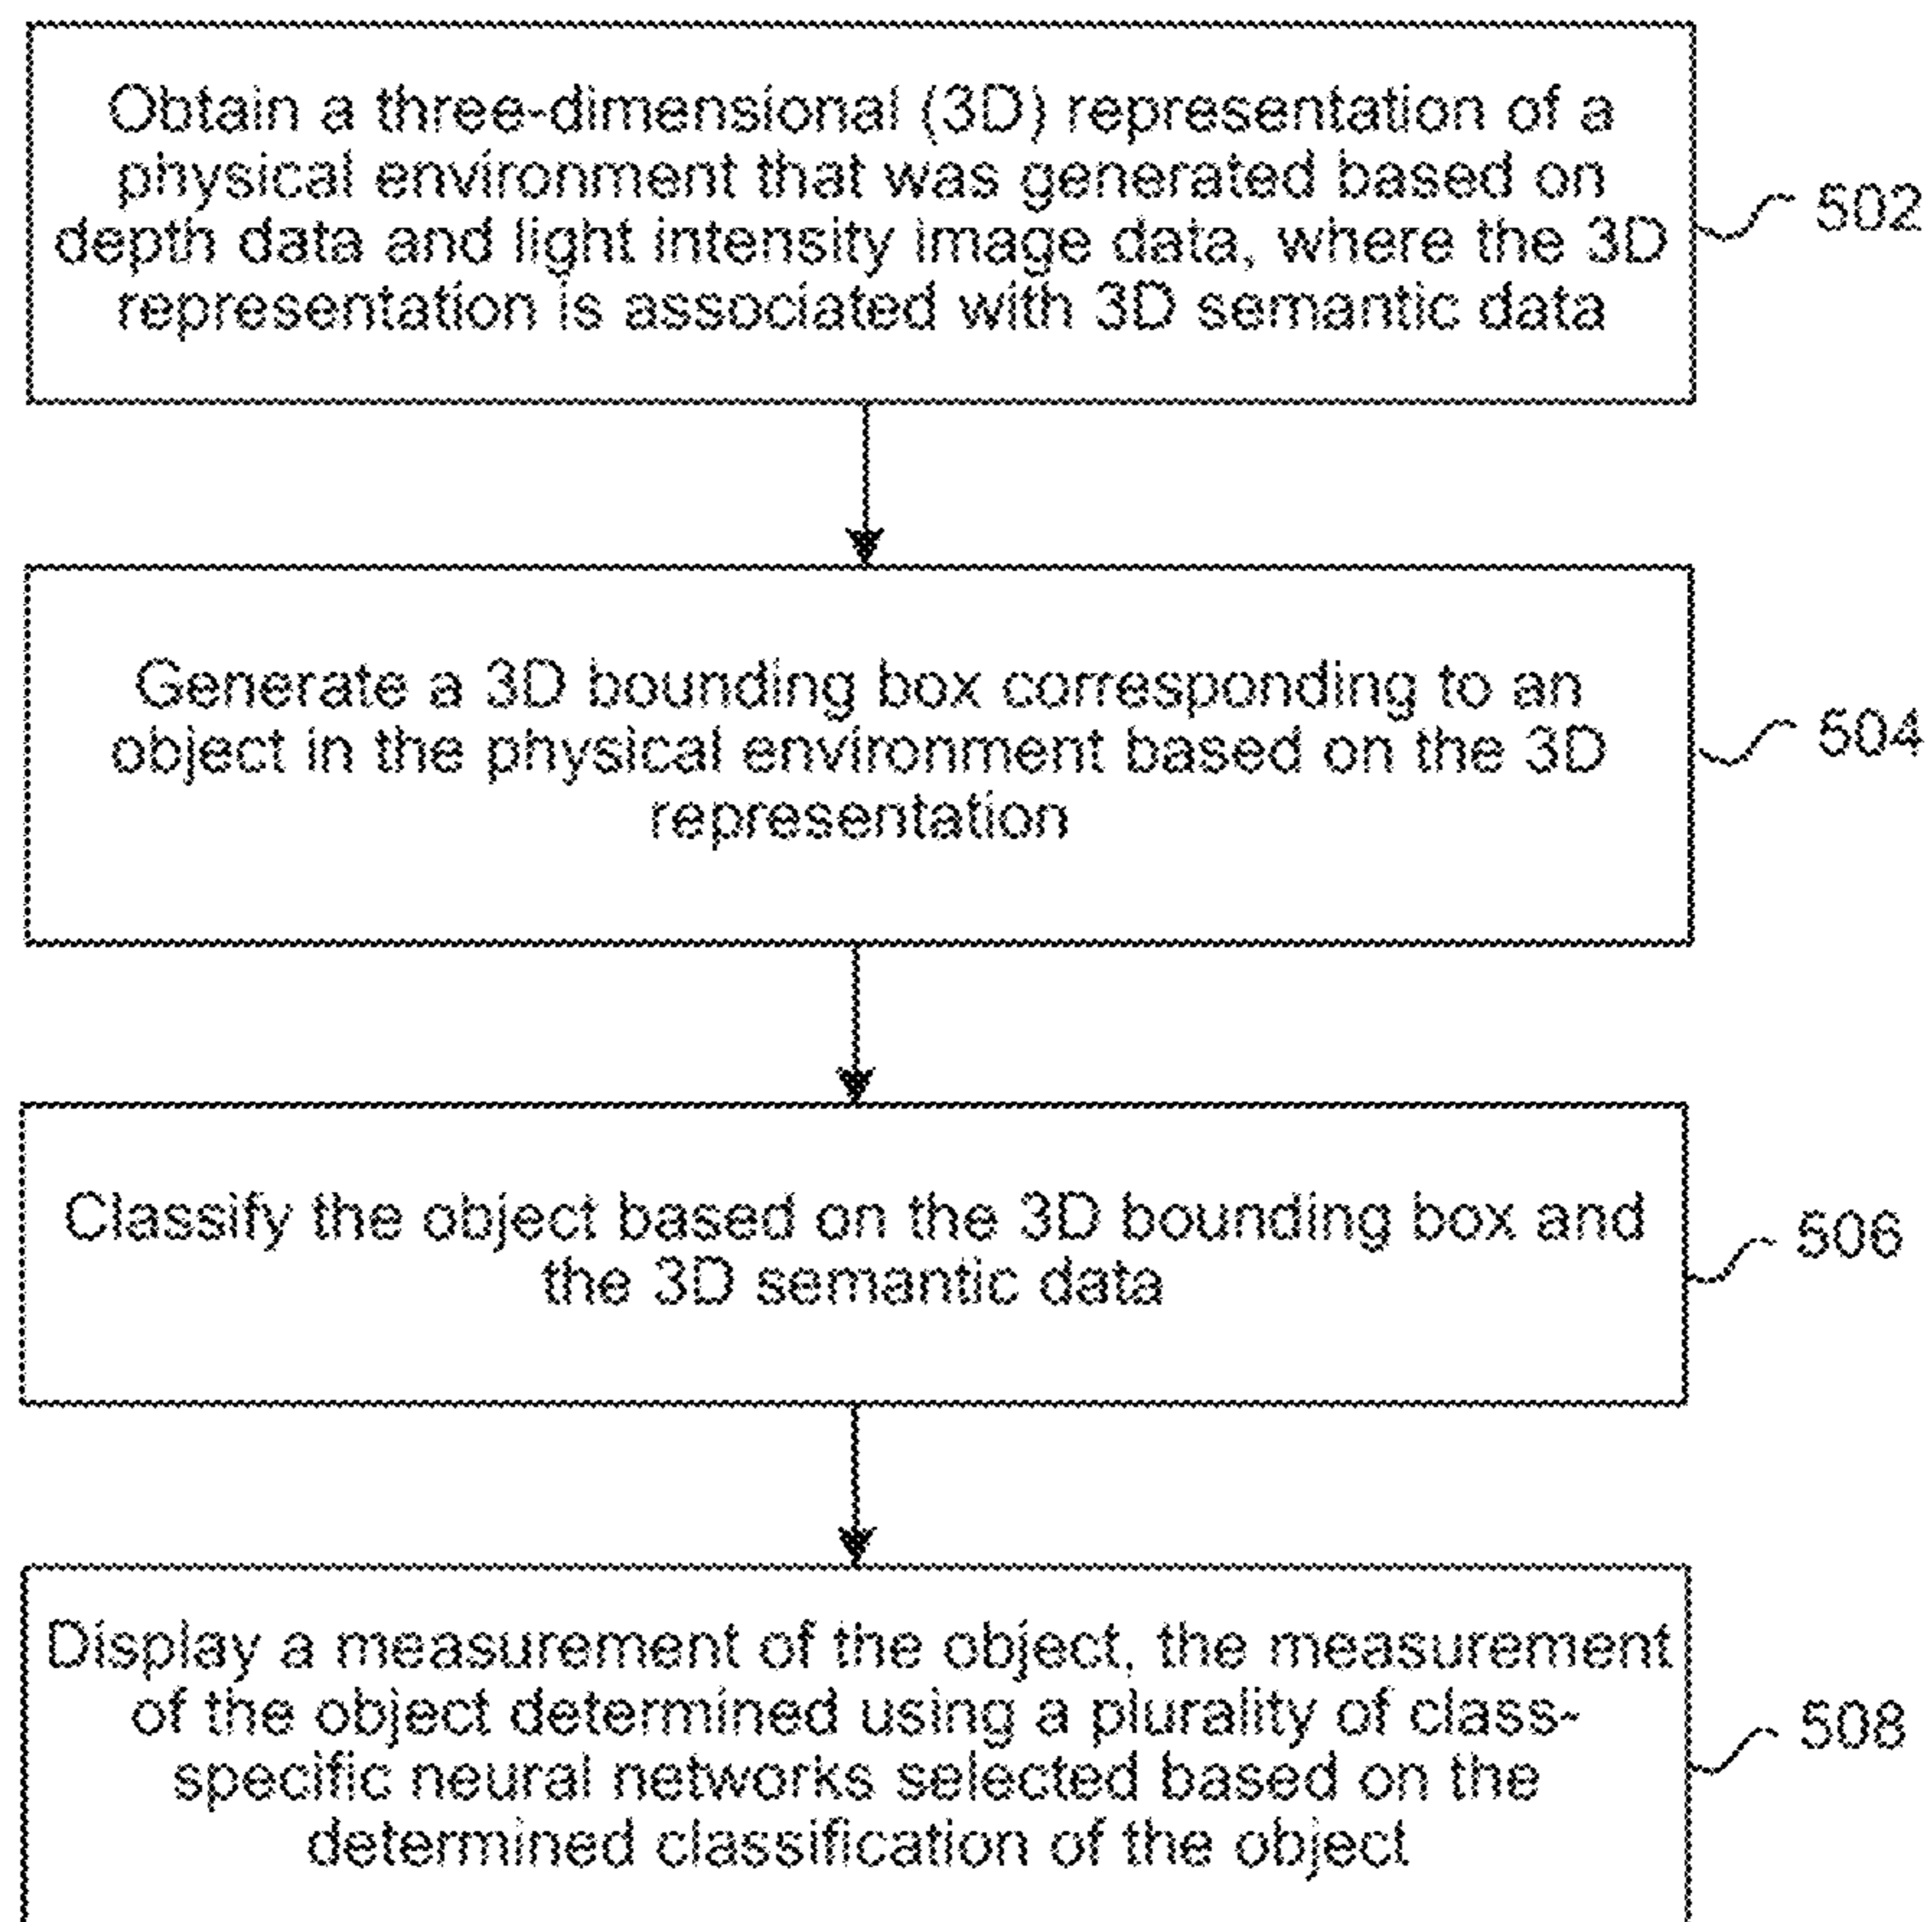 Obtain a three-dimensional (3D) representation of a
physical environment that was generated based on
depth data and light intensity image data, where the 3D
representation is associated with 3D semantic data
502
Generate a 3D bounding box corresponding to an
object in the physical environment based on the 3D
representation
504
Classify the object based on the 3D bounding box and
the 3D semantic data
506
Display a measurement of the object, the measurement
of the object determined using a plurality of class-
specific neural networks selected based on the
determined classification of the object
508